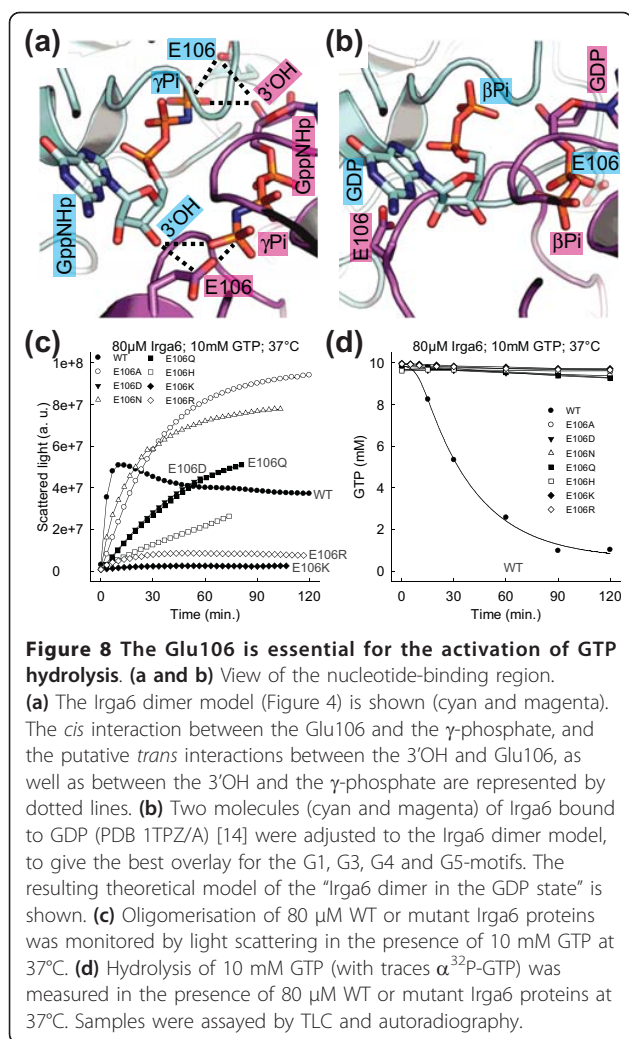 (a)
E106
γPi
3'OH
GppNHp
GppNHp
3'OH
γPi
E106
(b)
GDP
βPi
GDP
E106
E106
βPi
(c)
80µM Irga6; 10mM GTP; 37°C
WT
E106A
E106D
E106N
E106Q
E106H
E106K
E106R
1e+8
8e+7
6e+7
4e+7
2e+7
0
Scattered light (a. u.)
E106D
E106Q
WT
E106R
E106K
0 30 60 90 120
Time (min.)
(d)
80µM Irga6; 10mM GTP; 37°C
10
8
6
4
2
0
GTP (mM)
WT
E106A
E106D
E106N
E106Q
E106H
E106K
E106R
WT
0 30 60 90 120
Time (min.)
Figure 8 The Glu106 is essential for the activation of GTP
hydrolysis. (a and b) View of the nucleotide-binding region.
(a) The Irga6 dimer model (Figure 4) is shown (cyan and magenta).
The cis interaction between the Glu106 and the γ-phosphate, and
the putative trans interactions between the 3'OH and Glu106, as
well as between the 3'OH and the γ-phosphate are represented by
dotted lines. (b) Two molecules (cyan and magenta) of Irga6 bound
to GDP (PDB 1TPZ/A) [14] were adjusted to the Irga6 dimer model,
to give the best overlay for the G1, G3, G4 and G5-motifs. The
resulting theoretical model of the “Irga6 dimer in the GDP state” is
shown. (c) Oligomerisation of 80 µM WT or mutant Irga6 proteins
was monitored by light scattering in the presence of 10 mM GTP at
37°C. (d) Hydrolysis of 10 mM GTP (with traces α³²P-GTP) was
measured in the presence of 80 µM WT or mutant Irga6 proteins at
37°C. Samples were assayed by TLC and autoradiography.